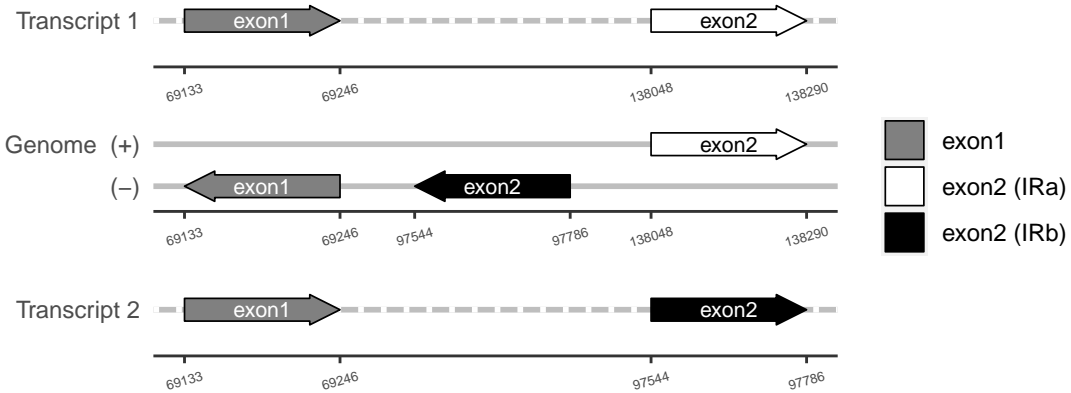 Transcript 1 exon1 exon2
69133 69246 138048 138290
Genome (+) exon2
(−) exon1 exon2
69133 69246 97544 97786 138048 138290
Transcript 2 exon1 exon2
69133 69246 97544 97786
exon1
exon2 (IRa)
exon2 (IRb)